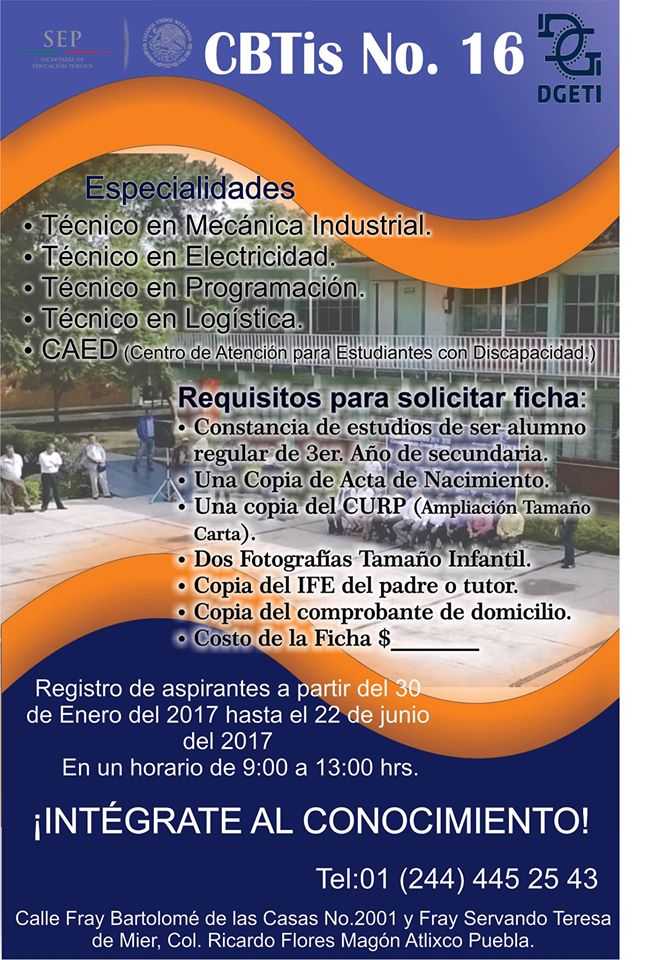 SEP
SECRETARÍA DE
EDUCACIÓN PÚBLICA
CBTis No. 16
DGETI
Especialidades
• Técnico en Mecánica Industrial.
• Técnico en Electricidad.
• Técnico en Programación.
• Técnico en Logística.
• CAED (Centro de Atención para Estudiantes con Discapacidad.)
Requisitos para solicitar ficha:
• Constancia de estudios de ser alumno
regular de 3er. Año de secundaria.
• Una Copia de Acta de Nacimiento.
• Una copia del CURP (Ampliación Tamaño
Carta).
• Dos Fotografías Tamaño Infantil.
• Copia del IFE del padre o tutor.
• Copia del comprobante de domicilio.
• Costo de la Ficha $________
Registro de aspirantes a partir del 30
de Enero del 2017 hasta el 22 de junio
del 2017
En un horario de 9:00 a 13:00 hrs.
¡INTÉGRATE AL CONOCIMIENTO!
Tel:01 (244) 445 25 43
Calle Fray Bartolomé de las Casas No.2001 y Fray Servando Teresa
de Mier, Col. Ricardo Flores Magón Atlixco Puebla.